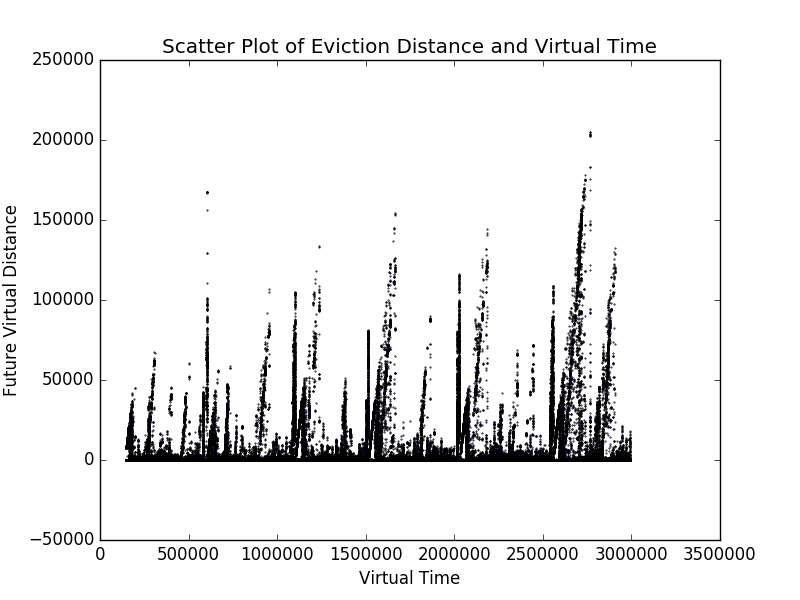 Scatter Plot of Eviction Distance and Virtual Time
250000
200000
150000
100000
50000
0
−50000
Future Virtual Distance
0 500000 1000000 1500000 2000000 2500000 3000000 3500000
Virtual Time